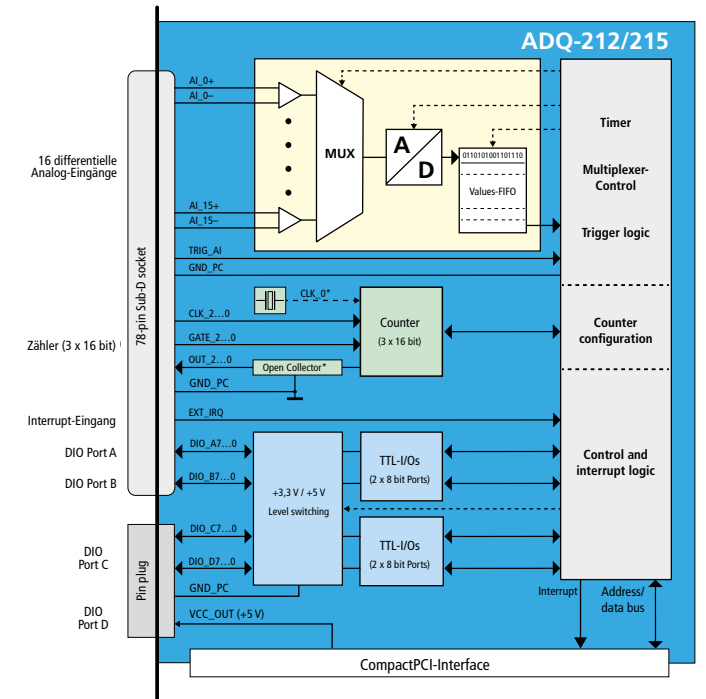 ADQ-212/215
AI_0+
AI_0–
16 differentielle
Analog-Eingänge
MUX
A
D
0110101001101110
Values-FIFO
Timer
Multiplexer-
Control
Trigger logic
AI_15+
AI_15–
TRIG_AI
GND_PC
78-pin Sub-D socket
CLK_0*
CLK_2...0
Zähler (3 x 16 bit)
GATE_2...0
Counter
(3 x 16 bit)
Counter
configuration
OUT_2...0
Open Collector*
GND_PC
Interrupt-Eingang
EXT_IRQ
DIO Port A
DIO_A7...0
DIO Port B
DIO_B7...0
+3,3 V / +5 V
Level switching
TTL-I/Os
(2 x 8 bit Ports)
Control and
interrupt logic
Pin plug
DIO
Port C
DIO_C7...0
DIO_D7...0
TTL-I/Os
(2 x 8 bit Ports)
GND_PC
DIO
Port D
VCC_OUT (+5 V)
Interrupt
Address/
data bus
CompactPCI-Interface